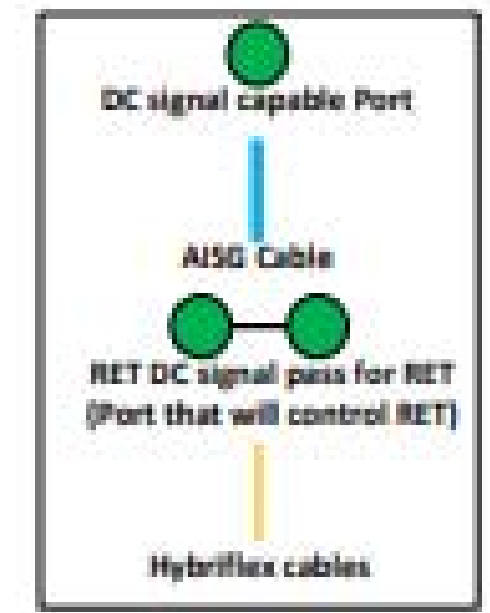 DC signal capable Port
AISG Cable
RET DC signal pass for RET
(Port that will control RET)
Hybriflex cables